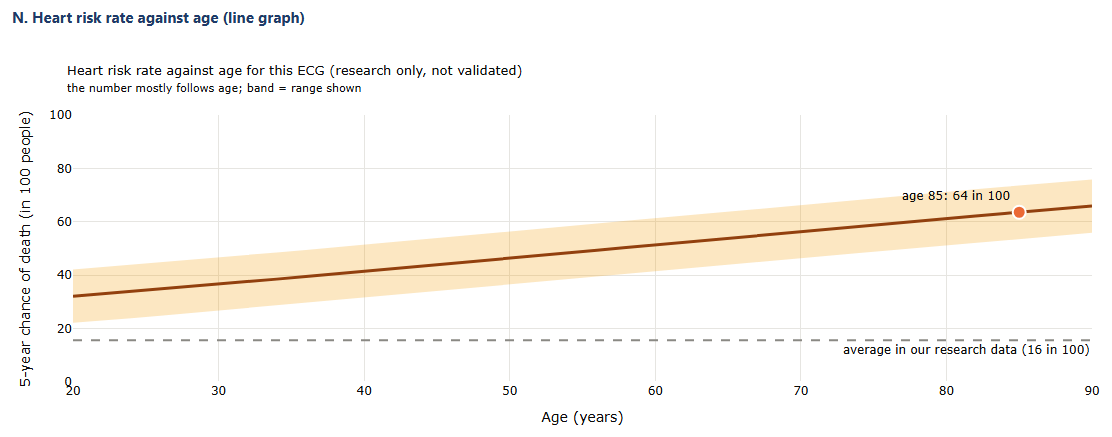 N. Heart risk rate against age (line graph)
Heart risk rate against age for this ECG (research only, not validated)
the number mostly follows age; band = range shown
5-year chance of death (in 100 people)
100
80
60
40
20
0
age 85: 64 in 100
average in our research data (16 in 100)
20
30
40
50
60
70
80
90
Age (years)